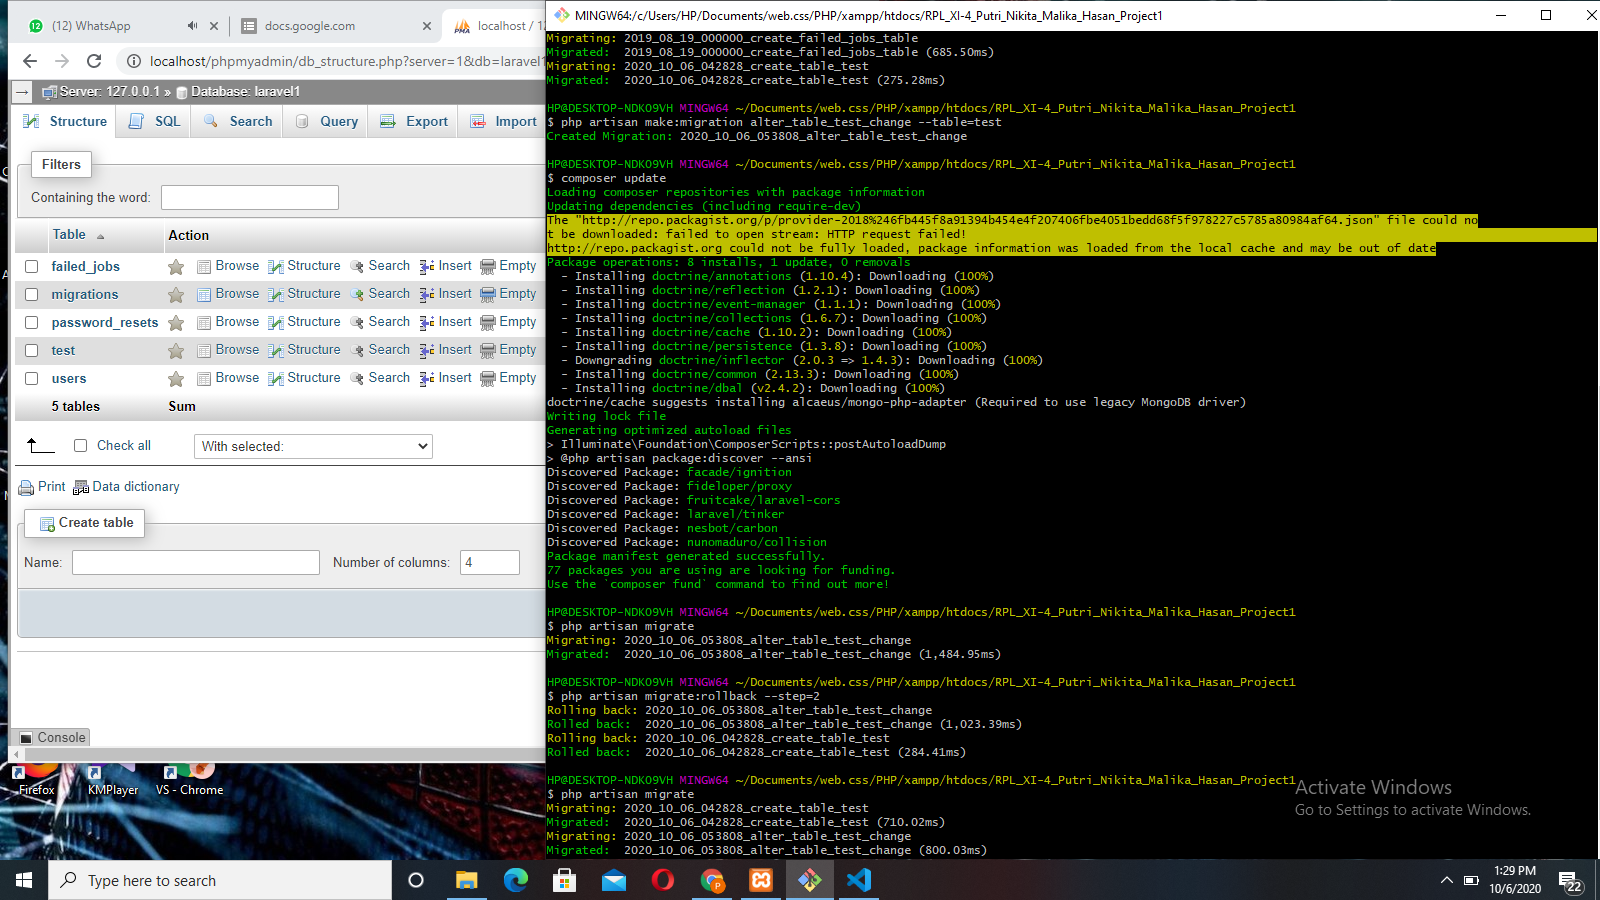 (12) WhatsApp
docs.google.com
localhost / 12
localhost/phpmyadmin/db_structure.php?server=1&db=laravel1
Server: 127.0.0.1 » Database: laravel1
Structure
SQL
Search
Query
Export
Import
Filters
Containing the word:
Table
Action
failed_jobs Browse Structure Search Insert Empty
migrations Browse Structure Search Insert Empty
password_resets Browse Structure Search Insert Empty
test Browse Structure Search Insert Empty
users Browse Structure Search Insert Empty
5 tables Sum
Check all With selected:
Print Data dictionary
Create table
Name: Number of columns: 4
Console
Firefox
KMPlayer
VS - Chrome
MINGW64:/c/Users/HP/Documents/web.css/PHP/xampp/htdocs/RPL_XI-4_Putri_Nikita_Malika_Hasan_Project1
Migrating: 2019_08_19_000000_create_failed_jobs_table
Migrated: 2019_08_19_000000_create_failed_jobs_table (685.50ms)
Migrating: 2020_10_06_042828_create_table_test
Migrated: 2020_10_06_042828_create_table_test (275.28ms)
HP@DESKTOP-NDKO9VH MINGW64 ~/Documents/web.css/PHP/xampp/htdocs/RPL_XI-4_Putri_Nikita_Malika_Hasan_Project1
$ php artisan make:migration alter_table_test_change --table=test
Created Migration: 2020_10_06_053808_alter_table_test_change
HP@DESKTOP-NDKO9VH MINGW64 ~/Documents/web.css/PHP/xampp/htdocs/RPL_XI-4_Putri_Nikita_Malika_Hasan_Project1
$ composer update
Loading composer repositories with package information
Updating dependencies (including require-dev)
The "http://repo.packagist.org/p/provider-2018%246fb445f8a91394b454e4f207406fbe4051bedd68f5f978227c5785a80984af64.json" file could no
t be downloaded: failed to open stream: HTTP request failed!
http://repo.packagist.org could not be fully loaded, package information was loaded from the local cache and may be out of date
Package operations: 8 installs, 1 update, 0 removals
- Installing doctrine/annotations (1.10.4): Downloading (100%)
- Installing doctrine/reflection (1.2.1): Downloading (100%)
- Installing doctrine/event-manager (1.1.1): Downloading (100%)
- Installing doctrine/collections (1.6.7): Downloading (100%)
- Installing doctrine/cache (1.10.2): Downloading (100%)
- Installing doctrine/persistence (1.3.8): Downloading (100%)
- Downgrading doctrine/inflector (2.0.3 => 1.4.3): Downloading (100%)
- Installing doctrine/common (2.13.3): Downloading (100%)
- Installing doctrine/dbal (v2.4.2): Downloading (100%)
doctrine/cache suggests installing alcaeus/mongo-php-adapter (Required to use legacy MongoDB driver)
Writing lock file
Generating optimized autoload files
> Illuminate\Foundation\ComposerScripts::postAutoloadDump
> @php artisan package:discover --ansi
Discovered Package: facade/ignition
Discovered Package: fideloper/proxy
Discovered Package: fruitcake/laravel-cors
Discovered Package: laravel/tinker
Discovered Package: nesbot/carbon
Discovered Package: nunomaduro/collision
Package manifest generated successfully.
77 packages you are using are looking for funding.
Use the `composer fund` command to find out more!
HP@DESKTOP-NDKO9VH MINGW64 ~/Documents/web.css/PHP/xampp/htdocs/RPL_XI-4_Putri_Nikita_Malika_Hasan_Project1
$ php artisan migrate
Migrating: 2020_10_06_053808_alter_table_test_change
Migrated: 2020_10_06_053808_alter_table_test_change (1,484.95ms)
HP@DESKTOP-NDKO9VH MINGW64 ~/Documents/web.css/PHP/xampp/htdocs/RPL_XI-4_Putri_Nikita_Malika_Hasan_Project1
$ php artisan migrate:rollback --step=2
Rolling back: 2020_10_06_053808_alter_table_test_change
Rolled back: 2020_10_06_053808_alter_table_test_change (1,023.39ms)
Rolling back: 2020_10_06_042828_create_table_test
Rolled back: 2020_10_06_042828_create_table_test (284.41ms)
HP@DESKTOP-NDKO9VH MINGW64 ~/Documents/web.css/PHP/xampp/htdocs/RPL_XI-4_Putri_Nikita_Malika_Hasan_Project1
$ php artisan migrate
Migrating: 2020_10_06_042828_create_table_test
Migrated: 2020_10_06_042828_create_table_test (710.02ms)
Migrating: 2020_10_06_053808_alter_table_test_change
Migrated: 2020_10_06_053808_alter_table_test_change (800.03ms)
Activate Windows
Go to Settings to activate Windows.
Type here to search
1:29 PM
10/6/2020
22